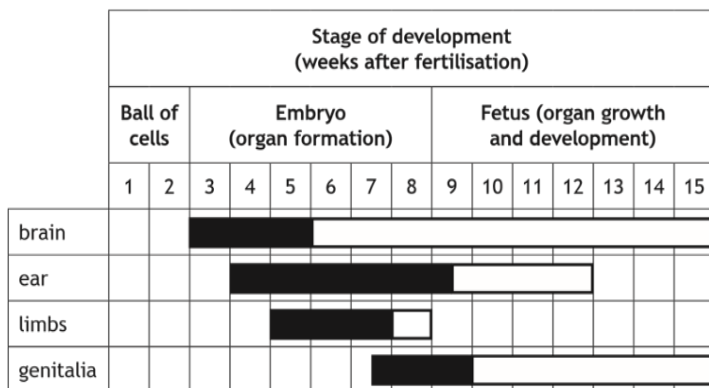 Stage of development
(weeks after fertilisation)
Ball of
cells
Embryo
(organ formation)
Fetus (organ growth
and development)
1 2 3 4 5 6 7 8 9 10 11 12 13 14 15
brain
ear
limbs
genitalia